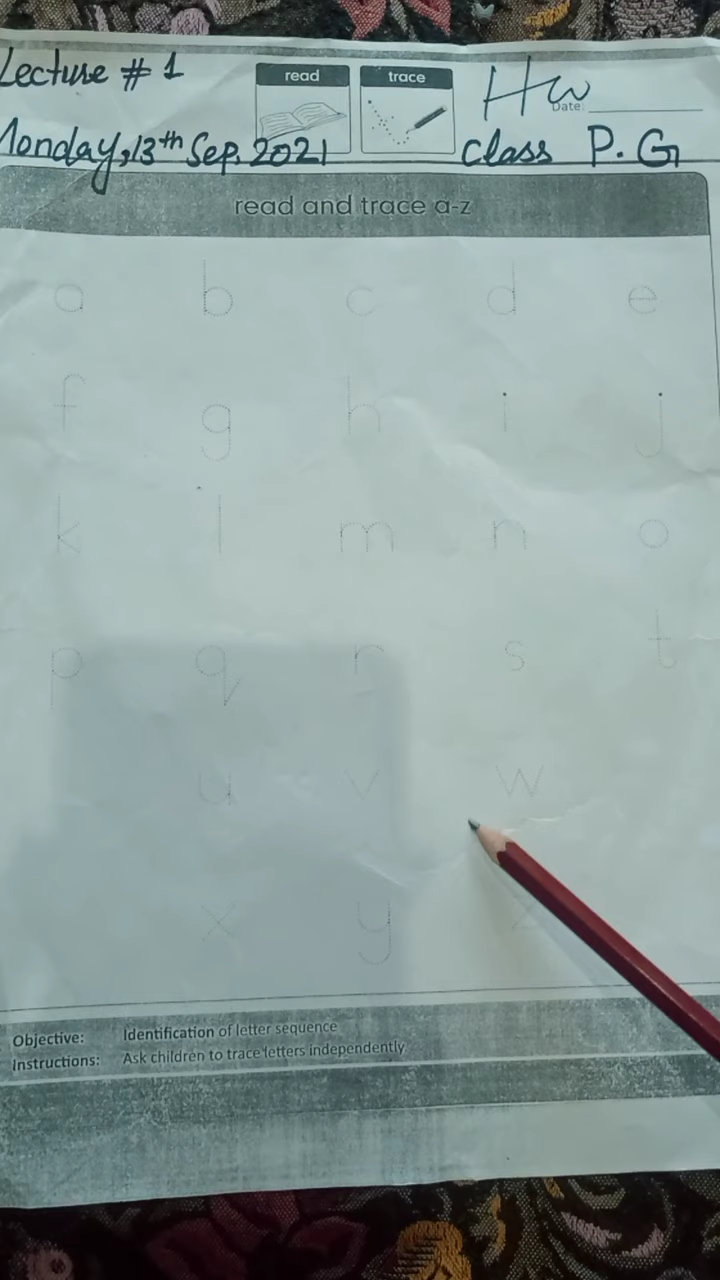 Lecture # 1
read
trace
HW
Date:
Monday, 13th Sep. 2021
Class P.G
read and trace a-z
a b c d e
f g h i j
k l m n o
p q r s t
u v w
x y z
Objective: Identification of letter sequence
Instructions: Ask children to trace letters independently.